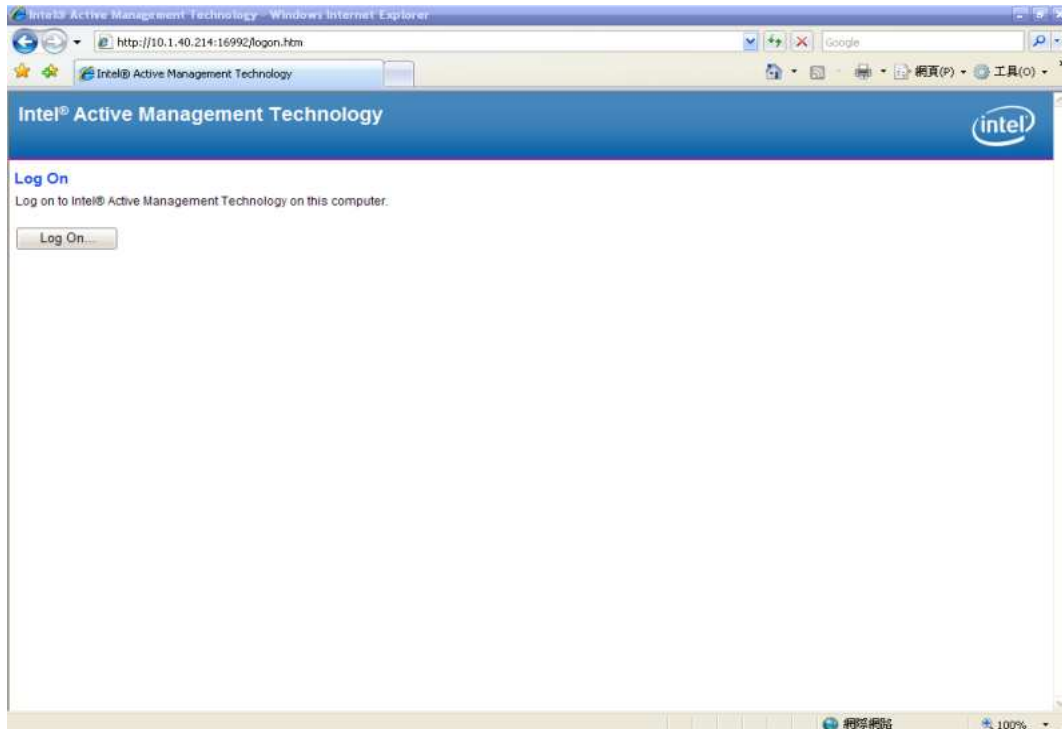 Intel® Active Management Technology - Windows Internet Explorer
http://10.1.40.214:16992/logon.htm
Google
Intel® Active Management Technology
網頁(P)
工具(O)
Intel® Active Management Technology
intel
Log On
Log on to Intel® Active Management Technology on this computer.
Log On...
網際網路
100%